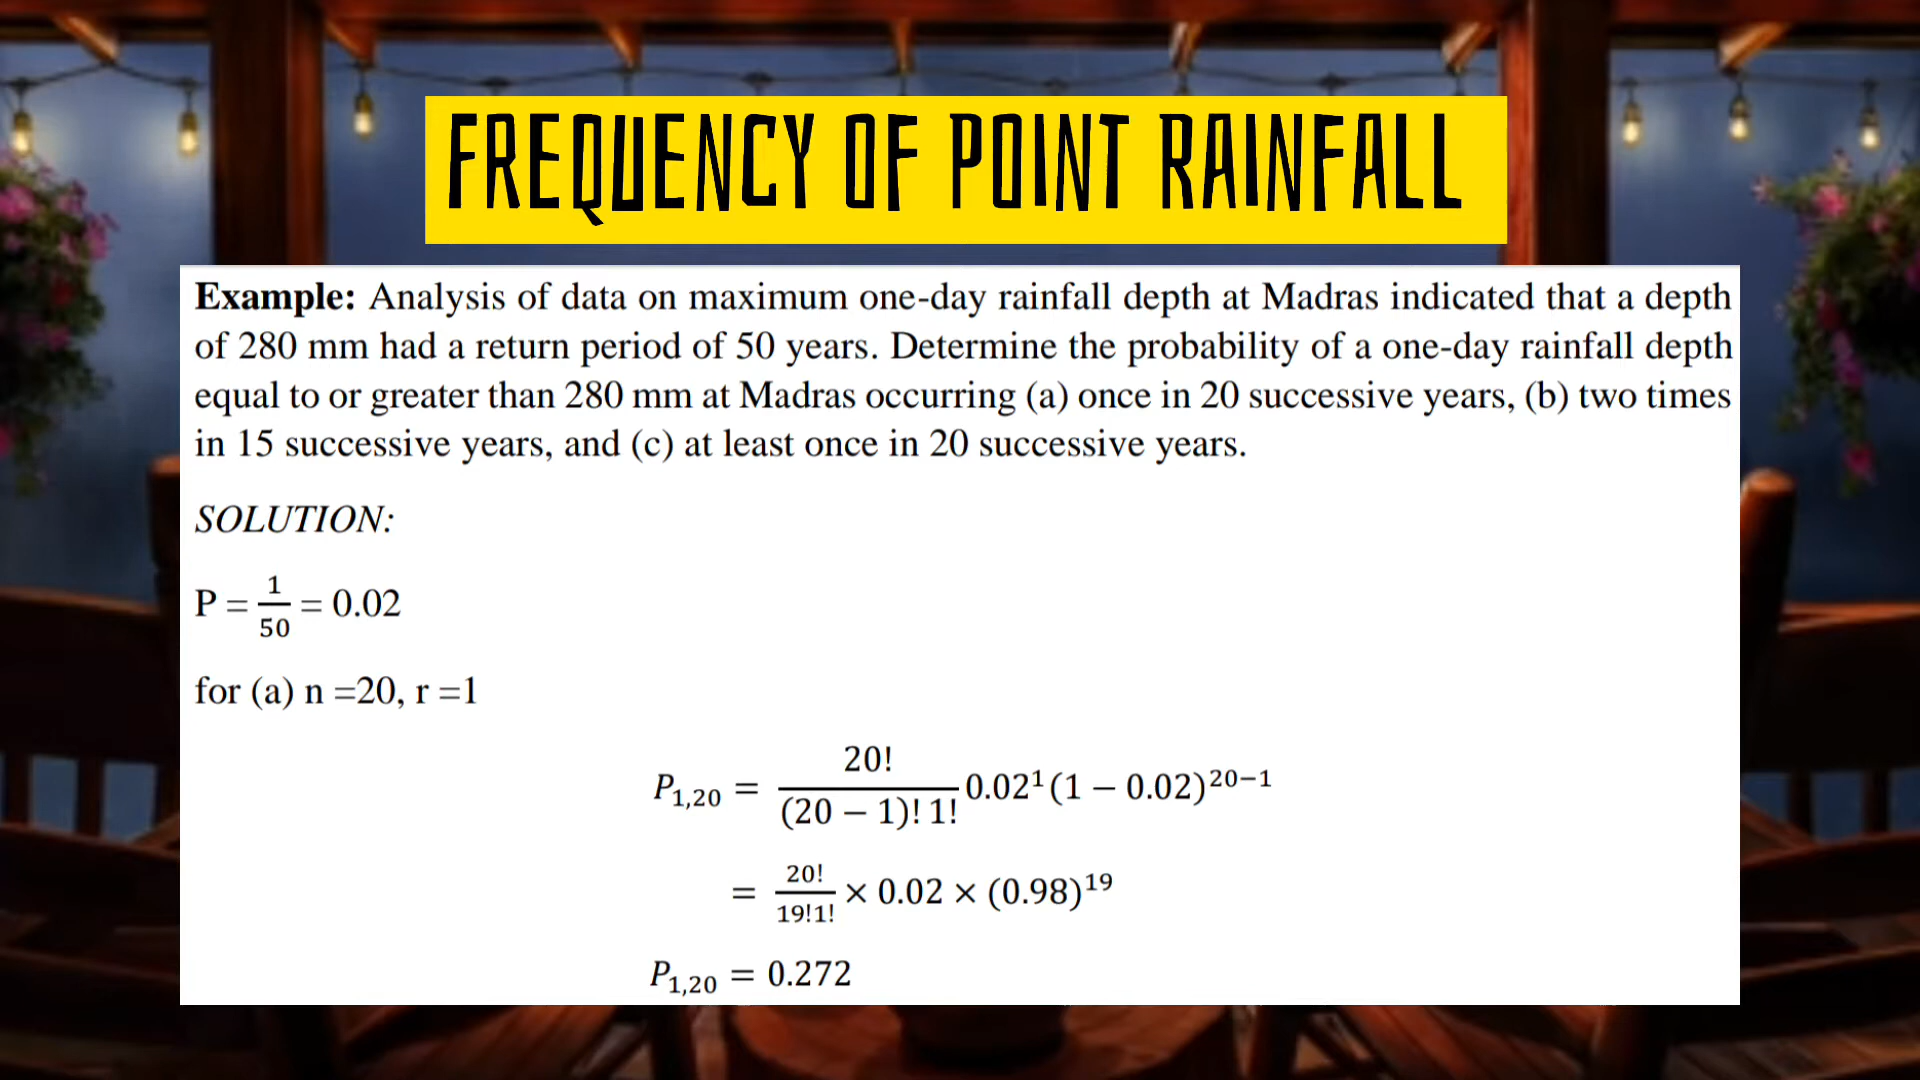 FREQUENCY OF POINT RAINFALL
Example: Analysis of data on maximum one-day rainfall depth at Madras indicated that a depth
of 280 mm had a return period of 50 years. Determine the probability of a one-day rainfall depth
equal to or greater than 280 mm at Madras occurring (a) once in 20 successive years, (b) two times
in 15 successive years, and (c) at least once in 20 successive years.
SOLUTION:
P = 1/50 = 0.02
for (a) n =20, r =1
P₁,₂₀ = 20!/((20 − 1)! 1!) 0.02¹(1 − 0.02)²⁰⁻¹
= 20!/(19!1!) × 0.02 × (0.98)¹⁹
P₁,₂₀ = 0.272